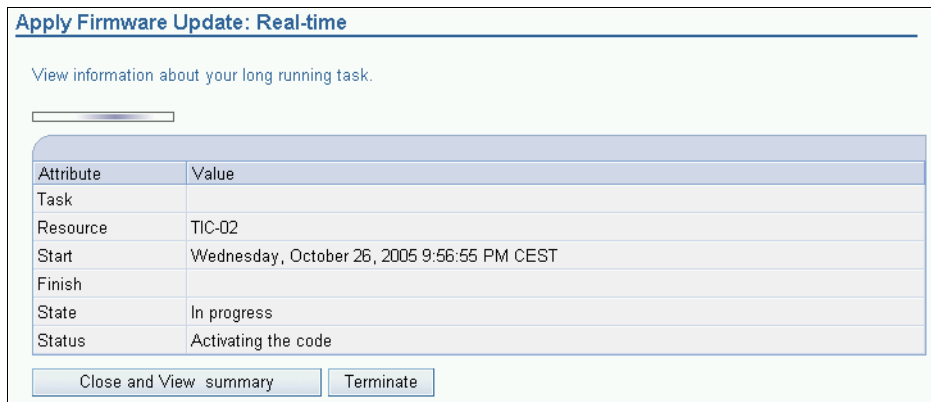 Apply Firmware Update: Real-time
View information about your long running task.
Attribute Value
Task
Resource TIC-02
Start Wednesday, October 26, 2005 9:56:55 PM CEST
Finish
State In progress
Status Activating the code
Close and View summary Terminate